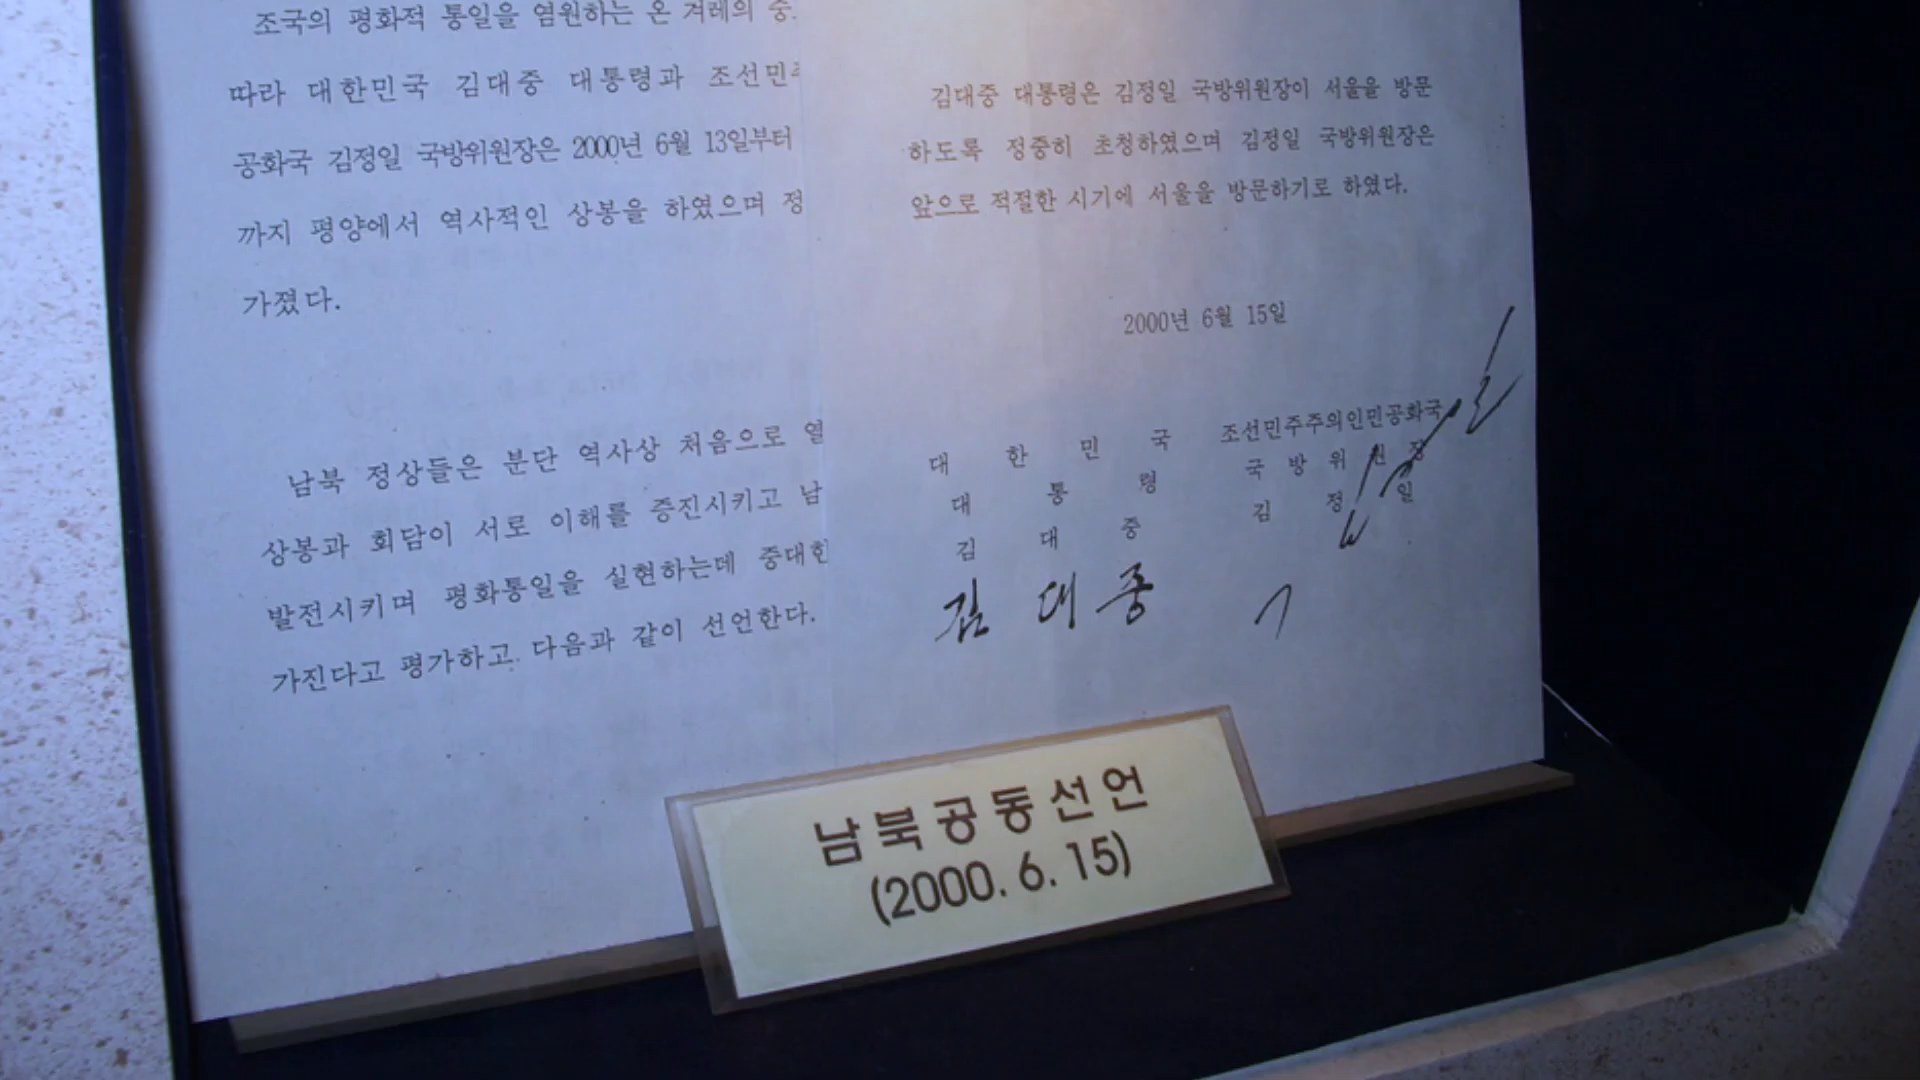 조국의 평화적 통일을 염원하는 온 겨레의
따라 대한민국 김대중 대통령과 조선민주
공화국 김정일 국방위원장은 2000년 6월 13일부터
까지 평양에서 역사적인 상봉을 하였으며 정
가졌다.
남북 정상들은 분단 역사상 처음으로 열
상봉과 회담이 서로 이해를 증진시키고 남
발전시키며 평화통일을 실현하는데 중대한
가진다고 평가하고, 다음과 같이 선언한다.
김대중 대통령은 김정일 국방위원장이 서울을 방문
하도록 정중히 초청하였으며 김정일 국방위원장은
앞으로 적절한 시기에 서울을 방문하기로 하였다.
2000년 6월 15일
대 한 민 국
대 통 령
김 대 중
김 대 중
조선민주주의인민공화국
국 방 위 원 장
김 정 일
남북공동선언
(2000. 6. 15)